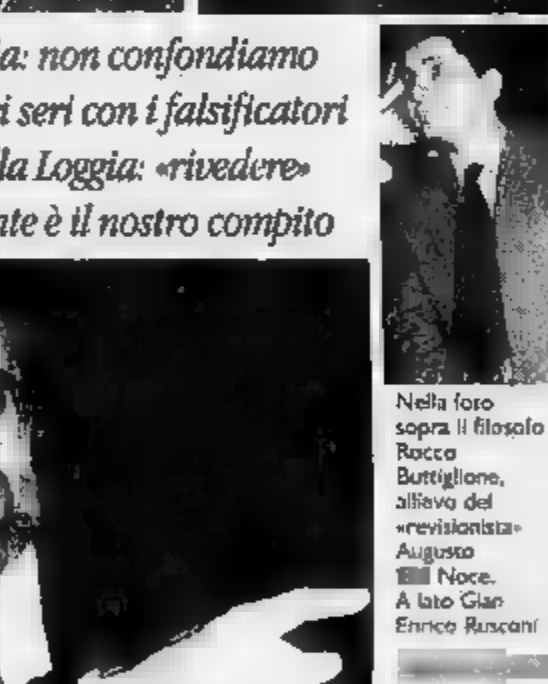 a: non confondiamo
i seri con i falsificatori
la Loggia: «rivedere»
te è il nostro compito
Nella foto
sopra il filosofo
Rocco
Buttiglione,
allievo del
«revisionista»
Augusto
Noce.
A lato Gian
Enrico Rusconi